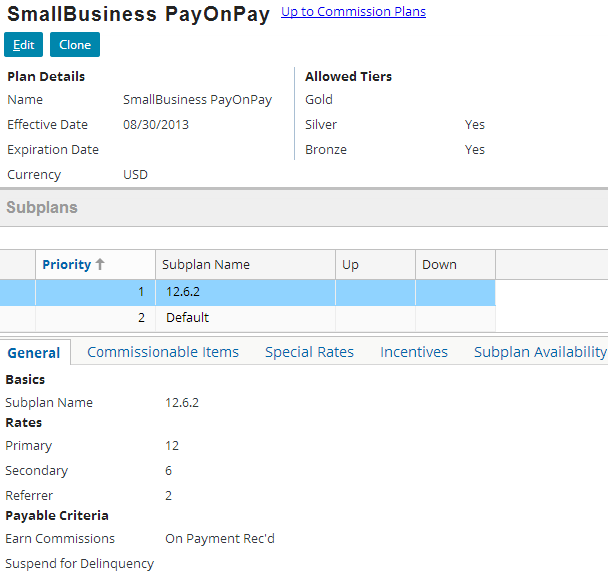 SmallBusiness PayOnPay Up to Commission Plans
Edit Clone
Plan Details Allowed Tiers
Name SmallBusiness PayOnPay Gold
Effective Date 08/30/2013 Silver Yes
Expiration Date Bronze Yes
Currency USD
Subplans
Priority ↑ Subplan Name Up Down
1 12.6.2
2 Default
General Commissionable Items Special Rates Incentives Subplan Availability
Basics
Subplan Name 12.6.2
Rates
Primary 12
Secondary 6
Referrer 2
Payable Criteria
Earn Commissions On Payment Rec'd
Suspend for Delinquency